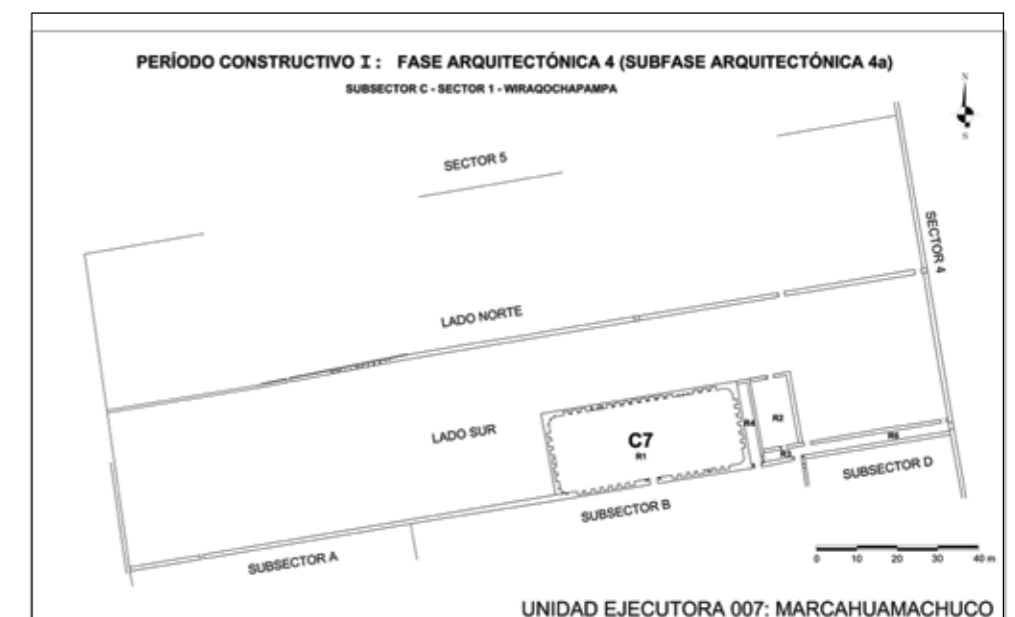 PERÍODO CONSTRUCTIVO I: FASE ARQUITECTÓNICA 4 (SUBFASE ARQUITECTÓNICA 4a)
SUBSECTOR C - SECTOR 1 - WIRAQOCHAPAMPA
N
S
SECTOR 5
SECTOR 4
LADO NORTE
LADO SUR
C7
R1
R4
R2
R3
R6
SUBSECTOR D
SUBSECTOR B
SUBSECTOR A
0 10 20 30 40 m
UNIDAD EJECUTORA 007: MARCAHUAMACHUCO